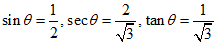 sin θ = 1/2, sec θ = 2/√3, tan θ = 1/√3